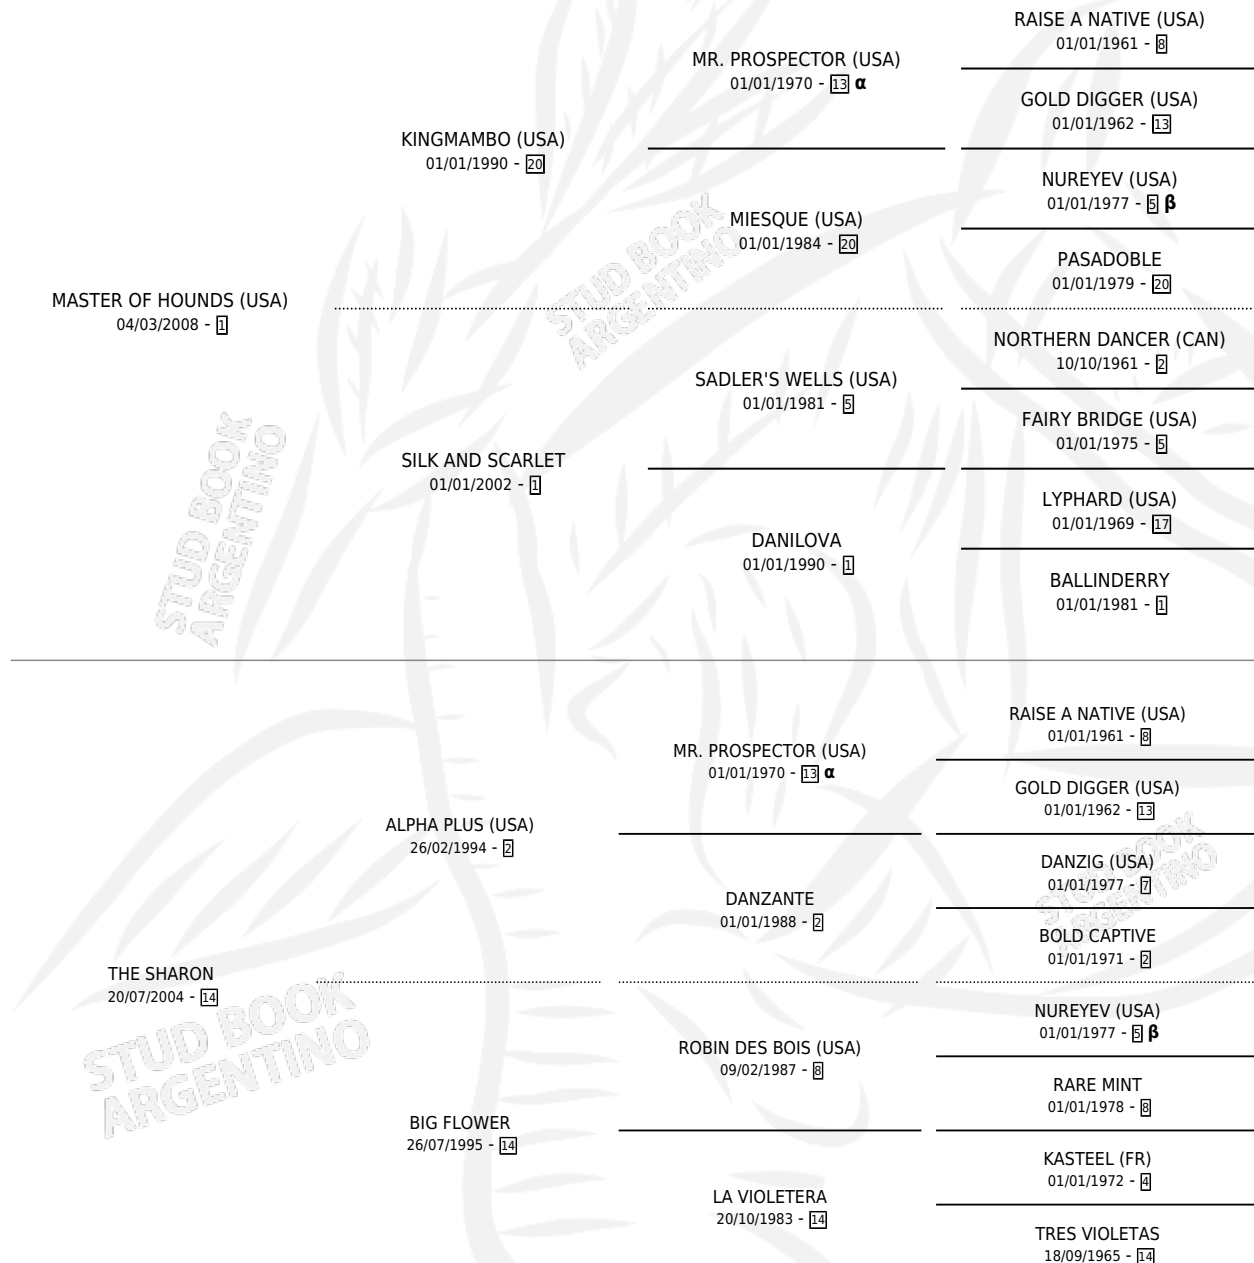 RAISE A NATIVE (USA)
01/01/1961 - 8
MR. PROSPECTOR (USA)
01/01/1970 - 13 α
GOLD DIGGER (USA)
01/01/1962 - 13
KINGMAMBO (USA)
01/01/1990 - 20
NUREYEV (USA)
01/01/1977 - 5 β
MIESQUE (USA)
01/01/1984 - 20
PASADOBLE
01/01/1979 - 20
MASTER OF HOUNDS (USA)
04/03/2008 - 1
NORTHERN DANCER (CAN)
10/10/1961 - 2
SADLER'S WELLS (USA)
01/01/1981 - 5
FAIRY BRIDGE (USA)
01/01/1975 - 5
SILK AND SCARLET
01/01/2002 - 1
LYPHARD (USA)
01/01/1969 - 17
DANILOVA
01/01/1990 - 1
BALLINDERRY
01/01/1981 - 1
STUD BOOK
ARGENTINO
STUD BOOK
ARGENTINO
RAISE A NATIVE (USA)
01/01/1961 - 8
MR. PROSPECTOR (USA)
01/01/1970 - 13 α
GOLD DIGGER (USA)
01/01/1962 - 13
ALPHA PLUS (USA)
26/02/1994 - 2
DANZIG (USA)
01/01/1977 - 7
DANZANTE
01/01/1988 - 2
BOLD CAPTIVE
01/01/1971 - 2
THE SHARON
20/07/2004 - 14
NUREYEV (USA)
01/01/1977 - 5 β
ROBIN DES BOIS (USA)
09/02/1987 - 8
RARE MINT
01/01/1978 - 8
BIG FLOWER
26/07/1995 - 14
KASTEEL (FR)
01/01/1972 - 4
LA VIOLETERA
20/10/1983 - 14
TRES VIOLETAS
18/09/1965 - 14
STUD BOOK
ARGENTINO
STUD BOOK
ARGENTINO